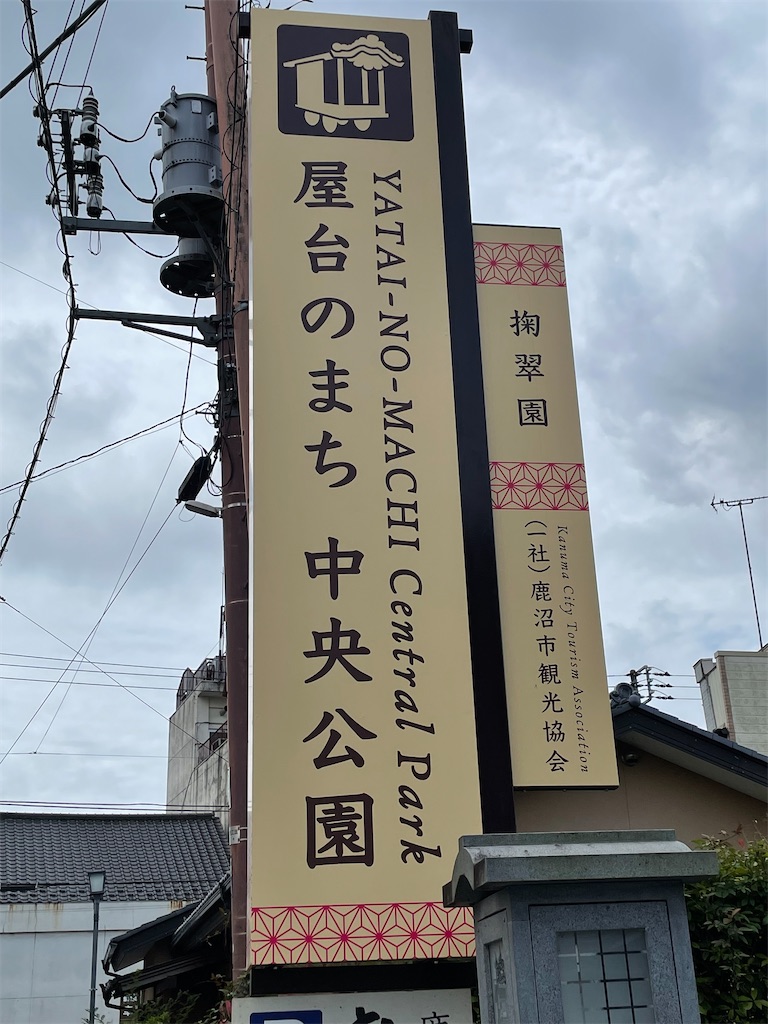 屋台のまち 中央公園
YATAI-NO-MACHI Central Park
掬翠園
(一社)鹿沼市観光協会
Kanuma City Tourism Association
P